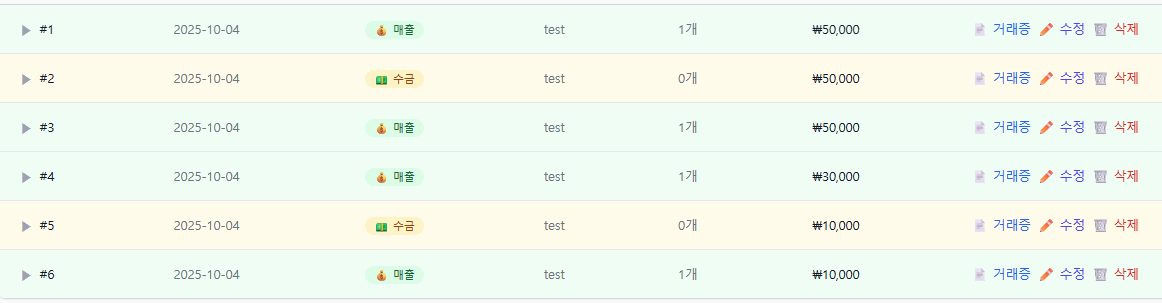 ▶ #1 2025-10-04 💰 매출 test 1개 ₩50,000 거래증 수정 삭제
▶ #2 2025-10-04 💵 수금 test 0개 ₩50,000 거래증 수정 삭제
▶ #3 2025-10-04 💰 매출 test 1개 ₩50,000 거래증 수정 삭제
▶ #4 2025-10-04 💰 매출 test 1개 ₩30,000 거래증 수정 삭제
▶ #5 2025-10-04 💵 수금 test 0개 ₩10,000 거래증 수정 삭제
▶ #6 2025-10-04 💰 매출 test 1개 ₩10,000 거래증 수정 삭제